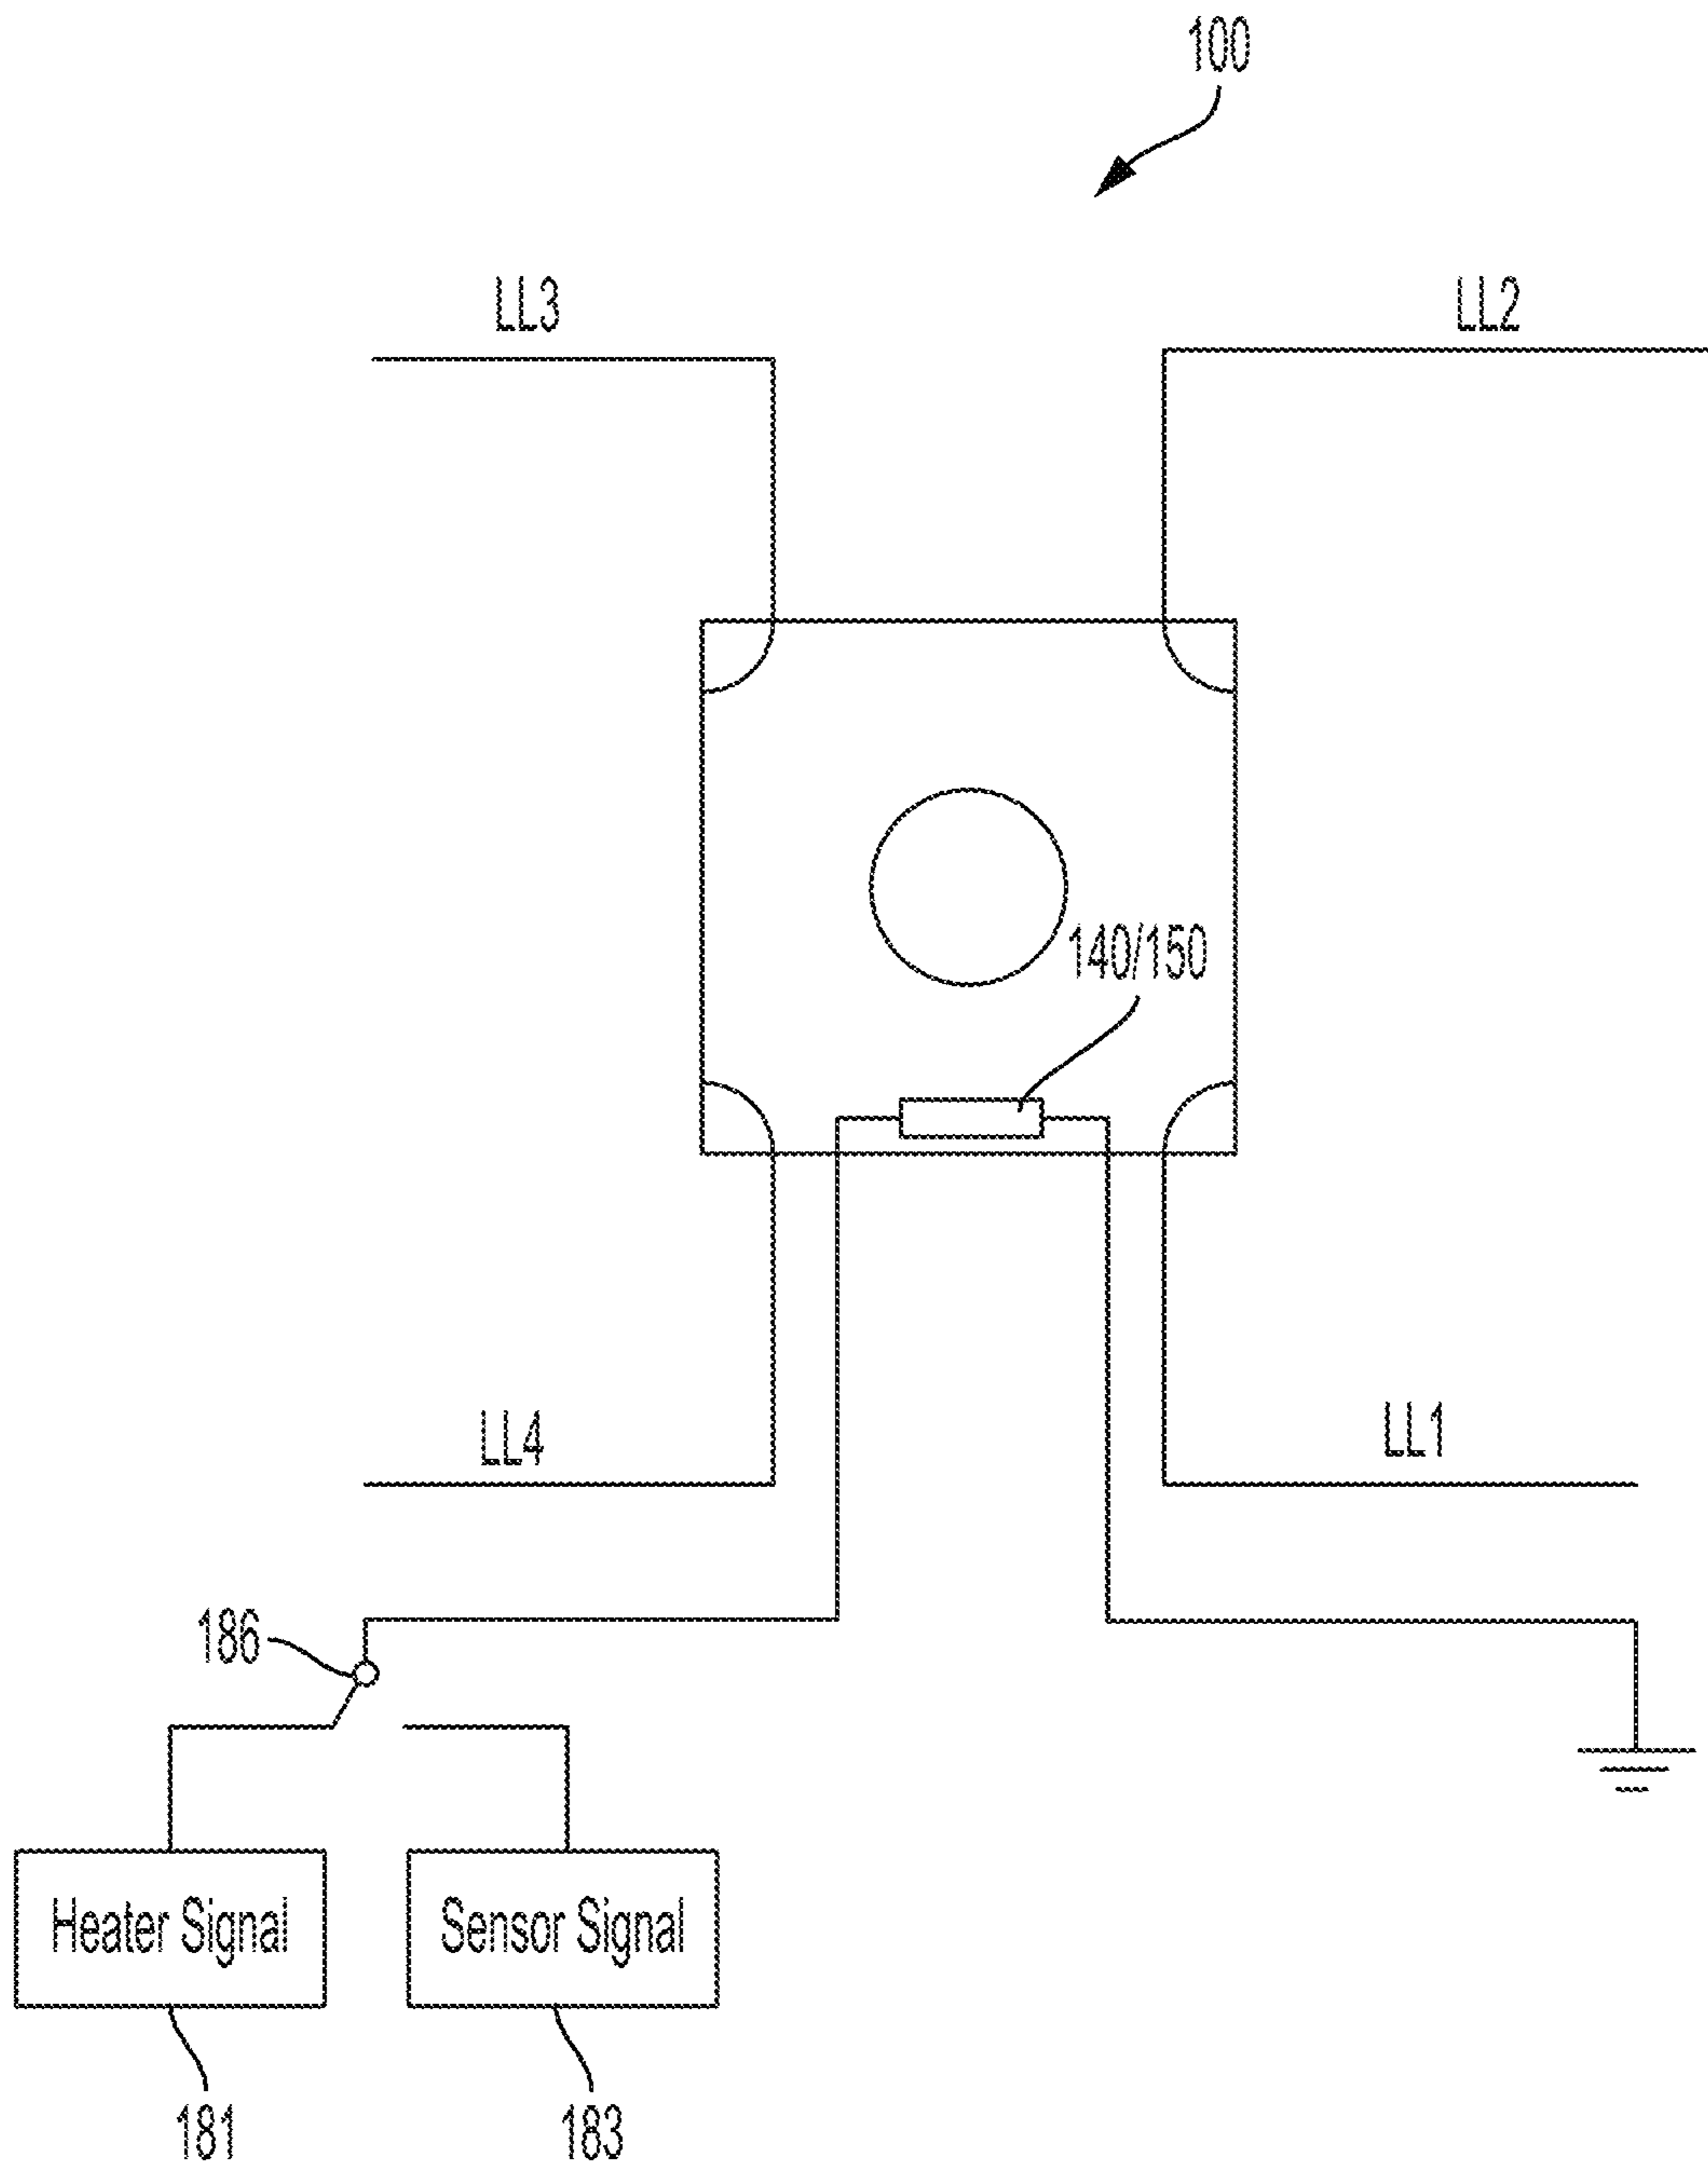 100
LL3
LL2
140/150
LL4
LL1
186
Heater Signal
Sensor Signal
181
183